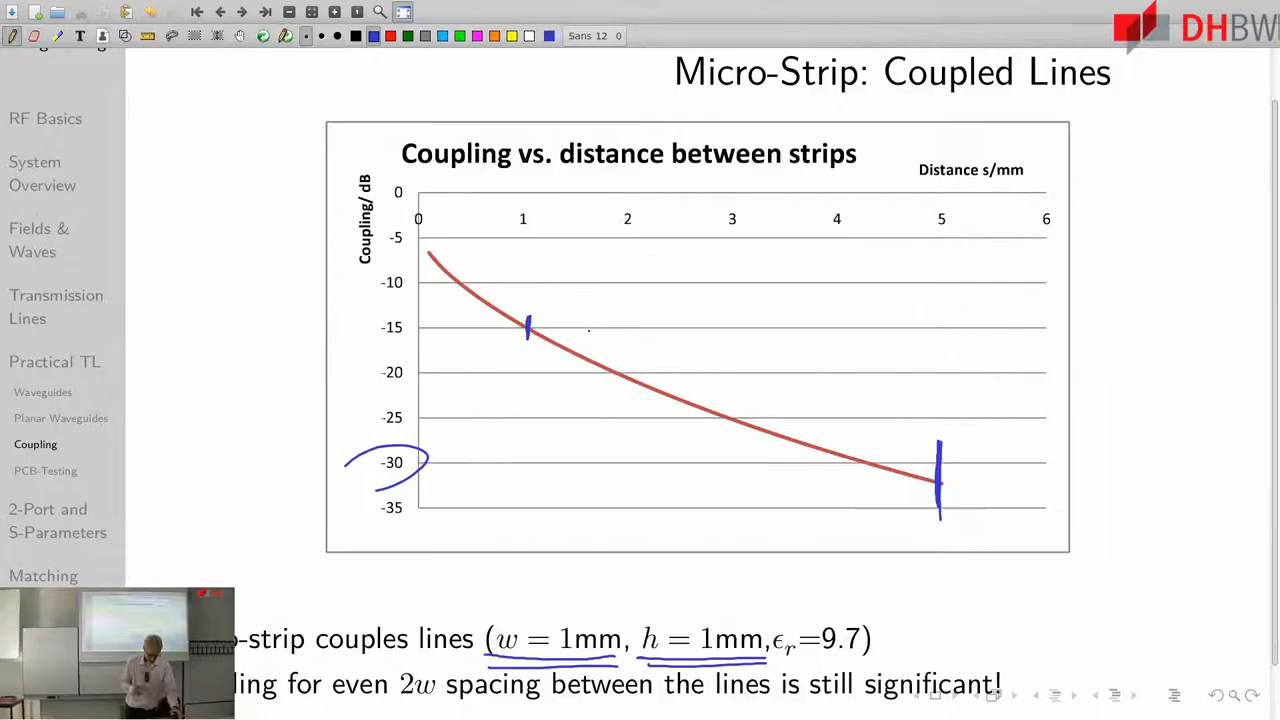 Sans 12
DHBW
Micro-Strip: Coupled Lines
RF Basics
System
Overview
Fields &
Waves
Transmission
Lines
Practical TL
Waveguides
Planar Waveguides
Coupling
PCB-Testing
2-Port and
S-Parameters
Matching
Coupling vs. distance between strips
Distance s/mm
Coupling/ dB
0
-5
-10
-15
-20
-25
-30
-35
0 1 2 3 4 5 6
-strip couples lines (w = 1mm, h = 1mm,ϵr=9.7)
ling for even 2w spacing between the lines is still significant!